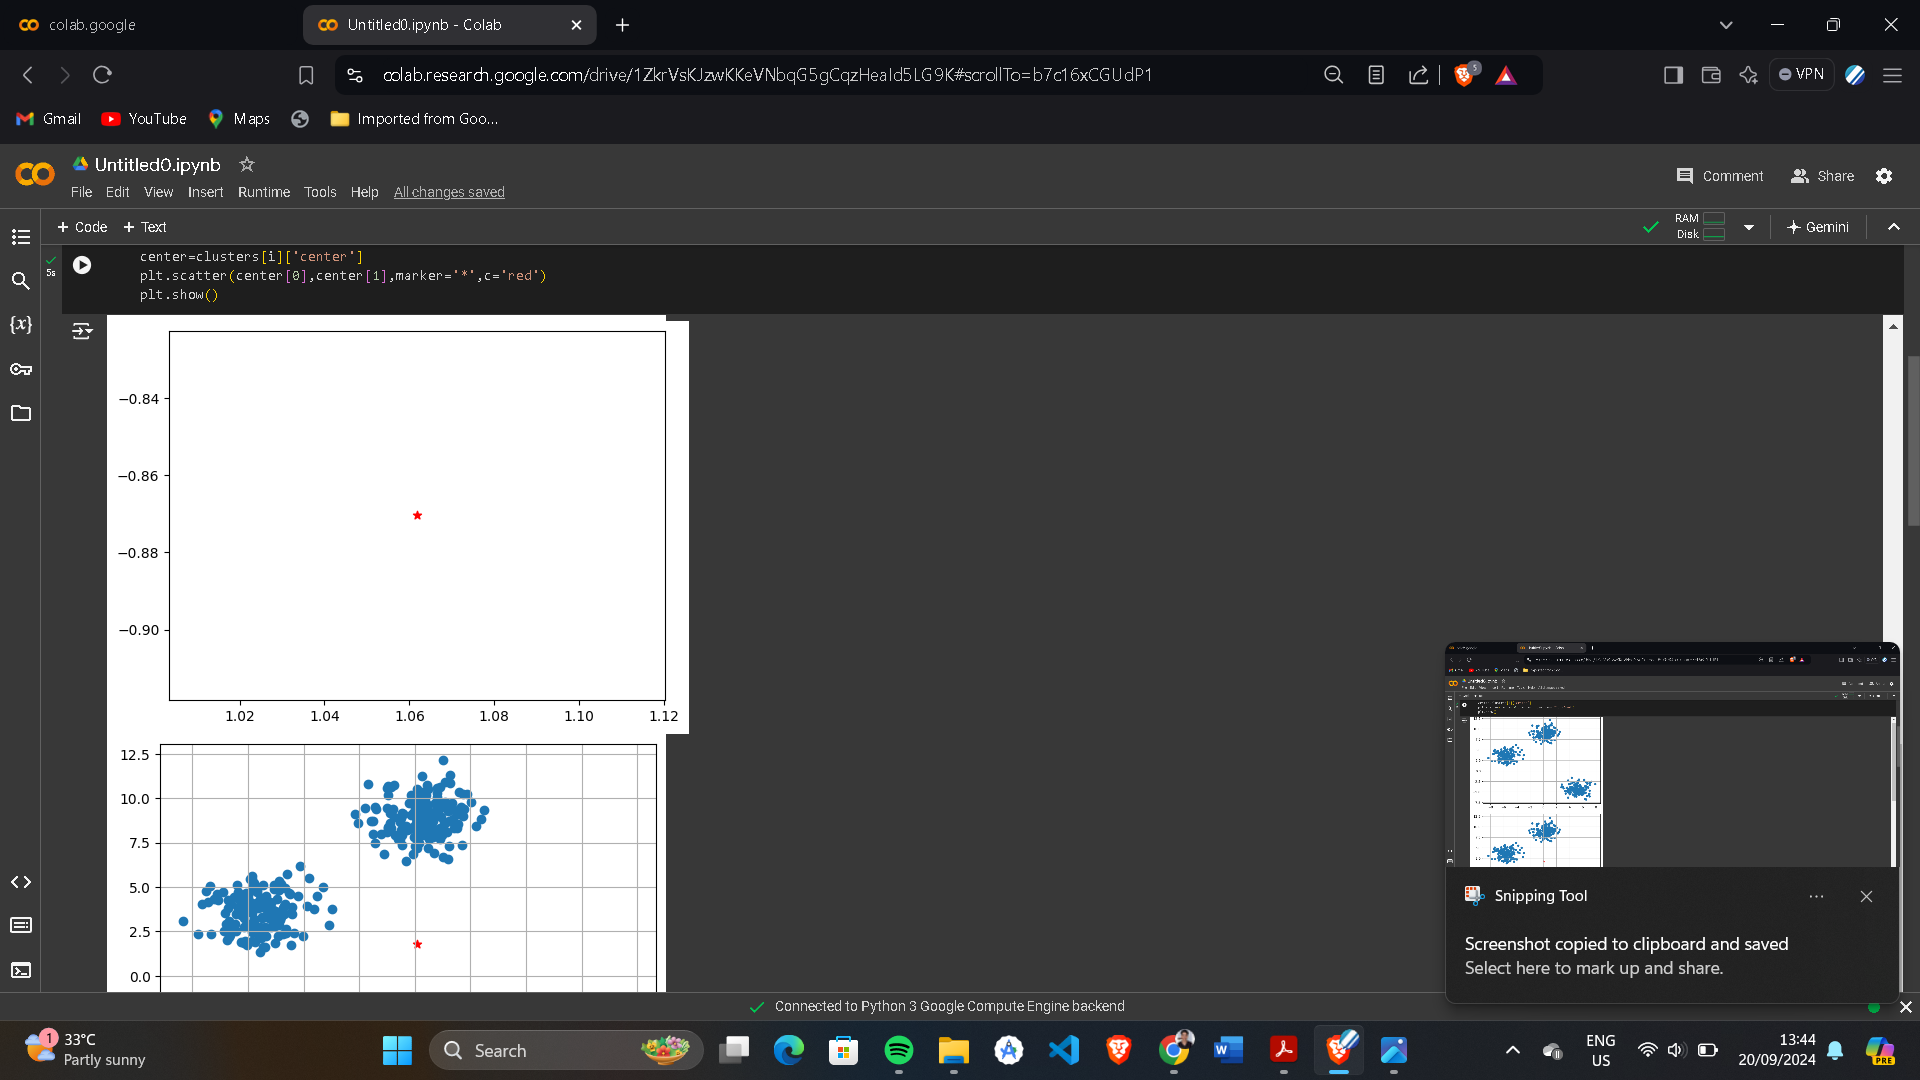 colab.google
Untitled0.ipynb - Colab
colab.research.google.com/drive/1ZkrVsKJzwKKeVNbqG5gCqzHeaId5LG9K#scrollTo=b7c16xCGUdP1
5
VPN
Gmail
YouTube
Maps
Imported from Goo...
Untitled0.ipynb
Comment
Share
File Edit View Insert Runtime Tools Help All changes saved
+ Code + Text
RAM
Disk
Gemini
5s
center=clusters[i]['center']
plt.scatter(center[0],center[1],marker='*',c='red')
plt.show()
{x}
−0.84
−0.86
−0.88
−0.90
1.02 1.04 1.06 1.08 1.10 1.12
12.5
10.0
7.5
5.0
2.5
0.0
Snipping Tool
Screenshot copied to clipboard and saved
Select here to mark up and share.
Connected to Python 3 Google Compute Engine backend
1
33°C
Partly sunny
Search
ENG
US
13:44
20/09/2024
PRE